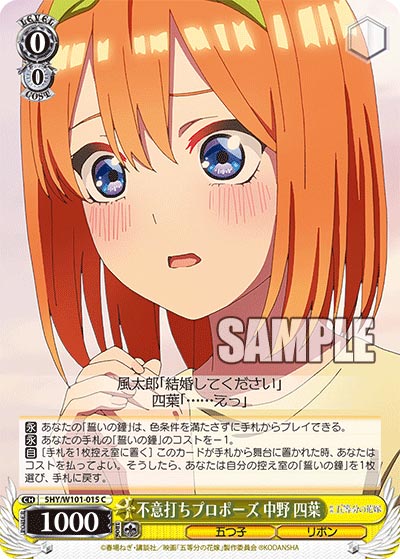 LEVEL
0
0
COST
SAMPLE
風太郎「結婚してください」
四葉「……えっ」
永 あなたの「誓いの鐘」は、色条件を満たさずに手札からプレイできる。
永 あなたの手札の「誓いの鐘」のコストを－1。
自 [手札を1枚控え室に置く] このカードが手札から舞台に置かれた時、あなたは
コストを払ってよい。そうしたら、あなたは自分の控え室の「誓いの鐘」を1枚
選び、手札に戻す。
CH 5HY/W101-015 C
1000
不意打ちプロポーズ 中野 四葉
五等分の花嫁
五つ子
リボン
©春場ねぎ・講談社／映画「五等分の花嫁」製作委員会 ®KODANSHA